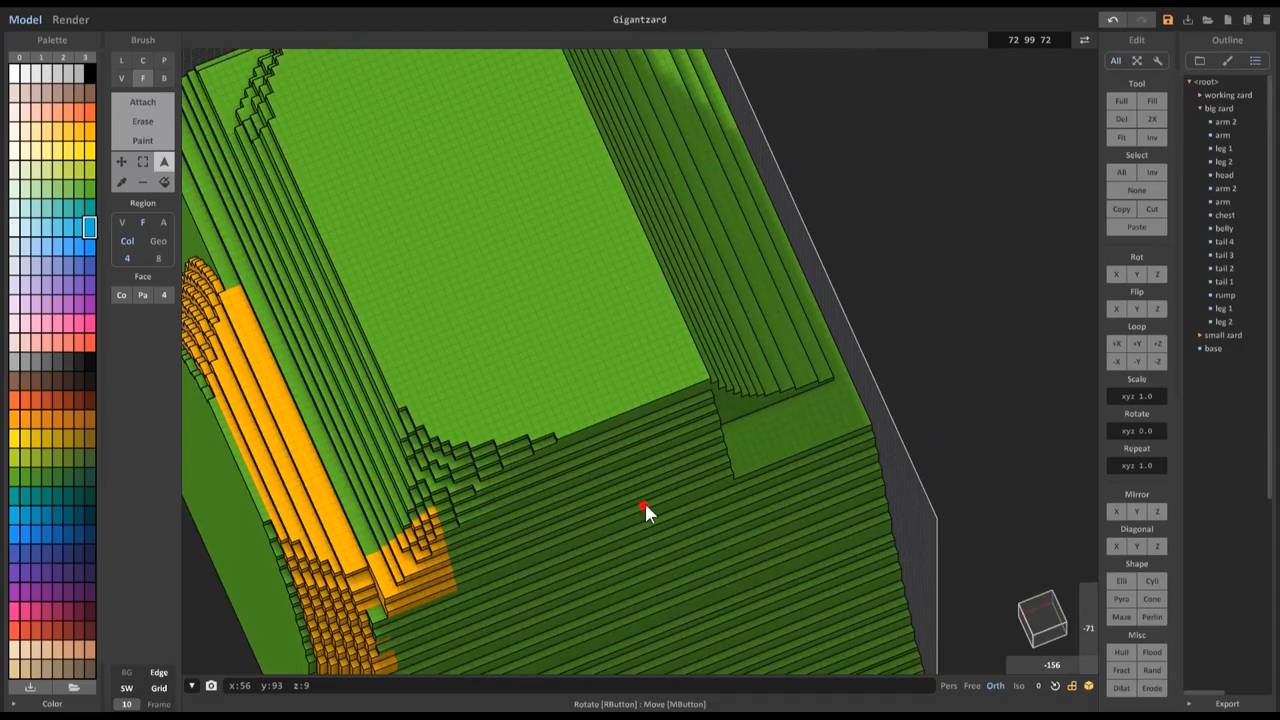 Model Render
Gigantzard
Palette
Brush
72 99 72
Edit
Outline
0 1 2 3
L C P
V F B
Attach
Erase
Paint
Region
V F A
Col Geo
4 8
Face
Co Pa 4
All
Tool
Full Fill
Del 2X
Fit Inv
Select
All Inv
None
Copy Cut
Paste
Rot
X Y Z
Flip
X Y Z
Loop
+X +Y +Z
-X -Y -Z
Scale
xyz 1.0
Rotate
xyz 0.0
Repeat
xyz 1.0
Mirror
X Y Z
Diagonal
X Y Z
Shape
Elli Cyli
Pyra Cone
Maze Perlin
Misc
Hull Flood
Fract Rand
Dilat Erode
<root>
working zard
big zard
arm 2
arm
leg 1
leg 2
head
arm 2
arm
chest
belly
tail 4
tail 3
tail 2
tail 1
rump
leg 1
leg 2
small zard
base
-71
-156
BG Edge
SW Grid
10 Frame
x:56 y:93 z:9
Pers Free Orth Iso 0
Color
Rotate [RButton] : Move [MButton]
Export